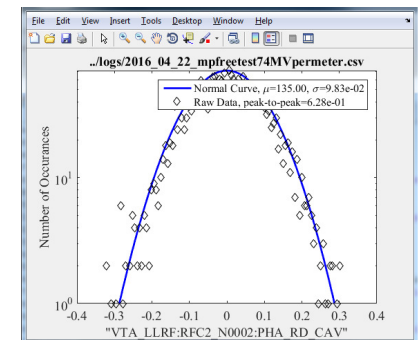 File Edit View Insert Tools Desktop Window Help
../logs/2016_04_22_mpfreetest74MVpermeter.csv
Normal Curve, μ=135.00, σ=9.83e-02
Raw Data, peak-to-peak=6.28e-01
Number of Occurances
10^1
10^0
-0.4 -0.3 -0.2 -0.1 0 0.1 0.2 0.3 0.4
"VTA_LLRF:RFC2_N0002:PHA_RD_CAV"